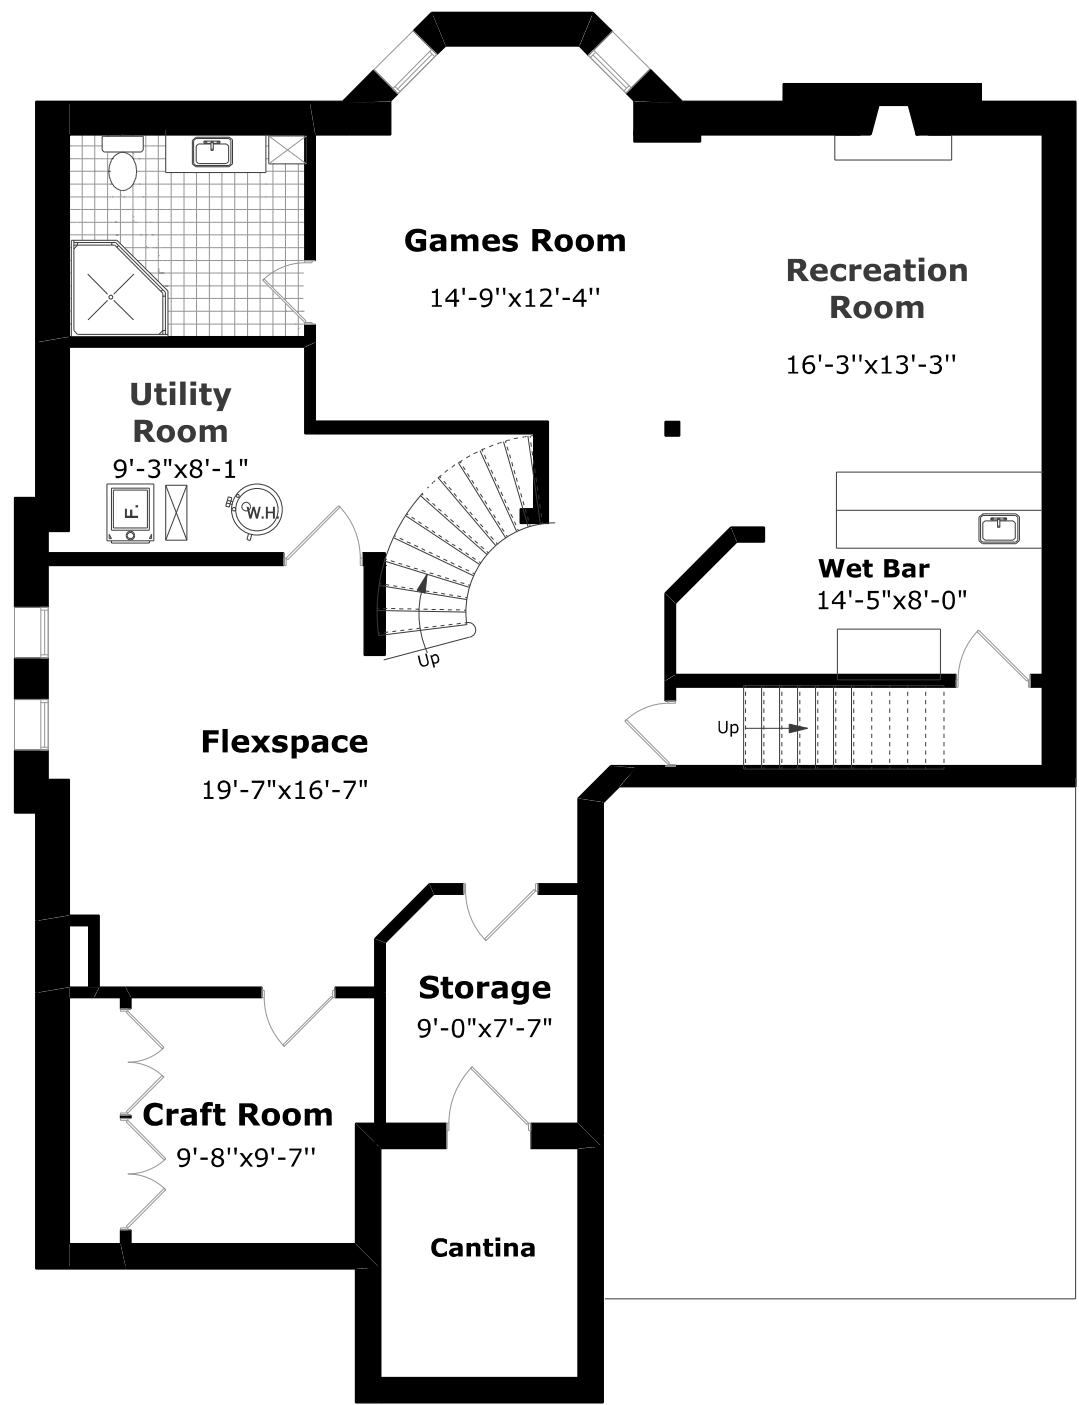 Games Room
14'-9''x12'-4''
Recreation
Room
16'-3''x13'-3''
Utility
Room
9'-3"x8'-1"
F.
W.H.
Wet Bar
14'-5"x8'-0"
Up
Up
Flexspace
19'-7"x16'-7"
Storage
9'-0"x7'-7"
Craft Room
9'-8''x9'-7''
Cantina